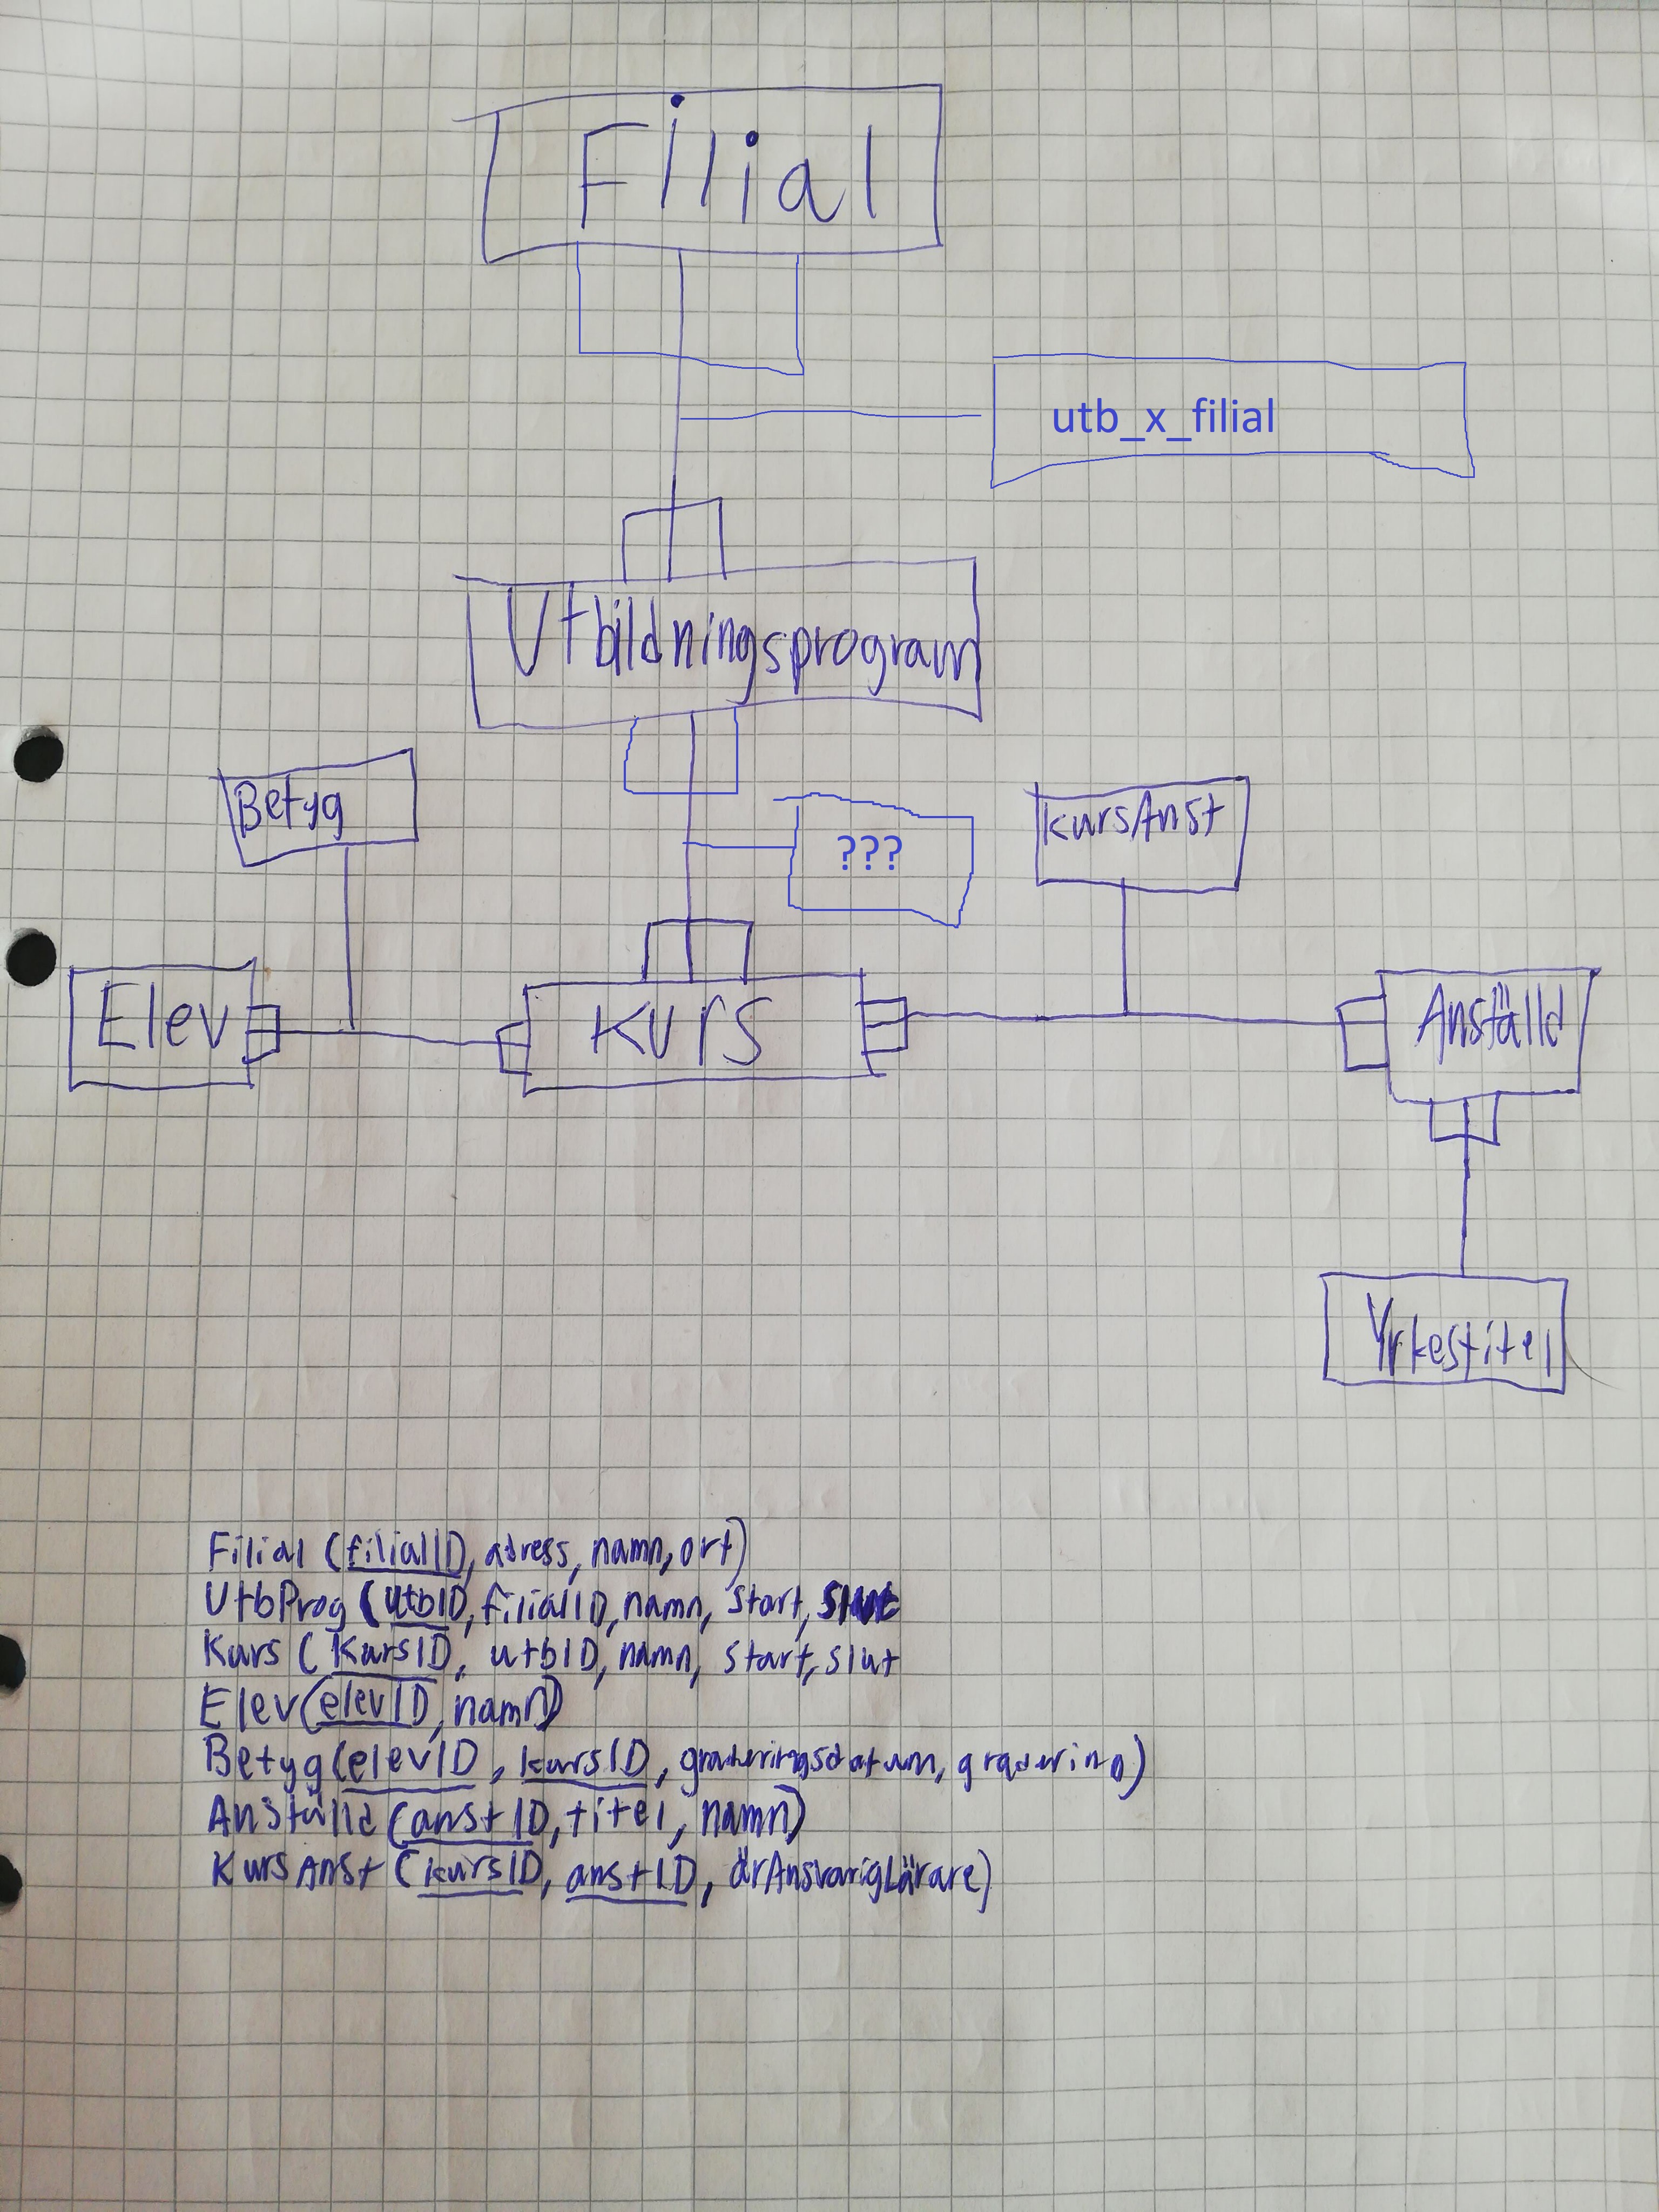 Filial
utb_x_filial
Utbildningsprogram
Betyg
???
kursAnst
Elev
Kurs
Anställd
Yrkestitel
Filial (filialID, adress, namn, ort)
UtbProg (utbID, filialID, namn, start, slut
Kurs (KursID, utbID, namn, start, slut
Elev(elevID, namn)
Betyg(elevID, kursID, graderingsdatum, gradering)
Anställd (anstID, titel, namn)
KursAnst (kursID, anstID, ärAnsvarigLärare)